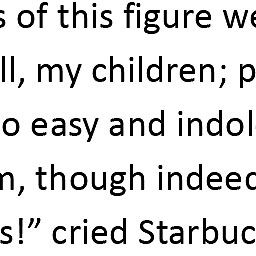 s of this figure we
ll, my children; p
o easy and indol
m, though indeed
s!” cried Starbuc